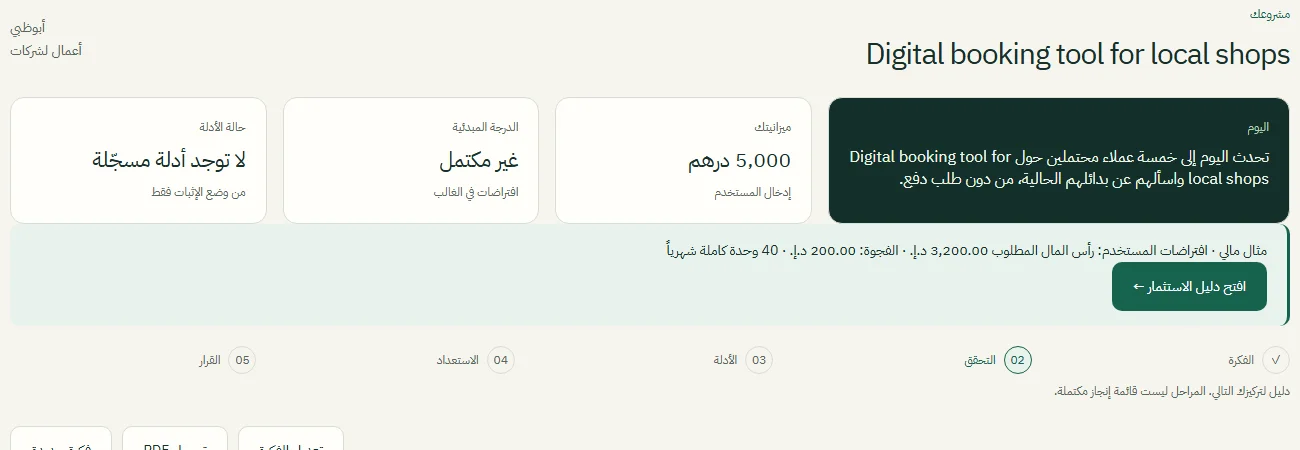 مشروعك
Digital booking tool for local shops
أبوظبي
أعمال لشركات
اليوم
تحدث اليوم إلى خمسة عملاء محتملين حول Digital booking tool for
local shops واسألهم عن بدائلهم الحالية، من دون طلب دفع.
ميزانيتك
5,000 درهم
إدخال المستخدم
الدرجة المبدئية
غير مكتمل
افتراضات في الغالب
حالة الأدلة
لا توجد أدلة مسجّلة
من وضع الإثبات فقط
مثال مالي · افتراضات المستخدم: رأس المال المطلوب 3,200.00 د.إ. · الفجوة: 200.00 د.إ. · 40 وحدة كاملة شهرياً
افتح دليل الاستثمار ←
✓ الفكرة
02 التحقق
03 الأدلة
04 الاستعداد
05 القرار
دليل لتركيزك التالي. المراحل ليست قائمة إنجاز مكتملة.